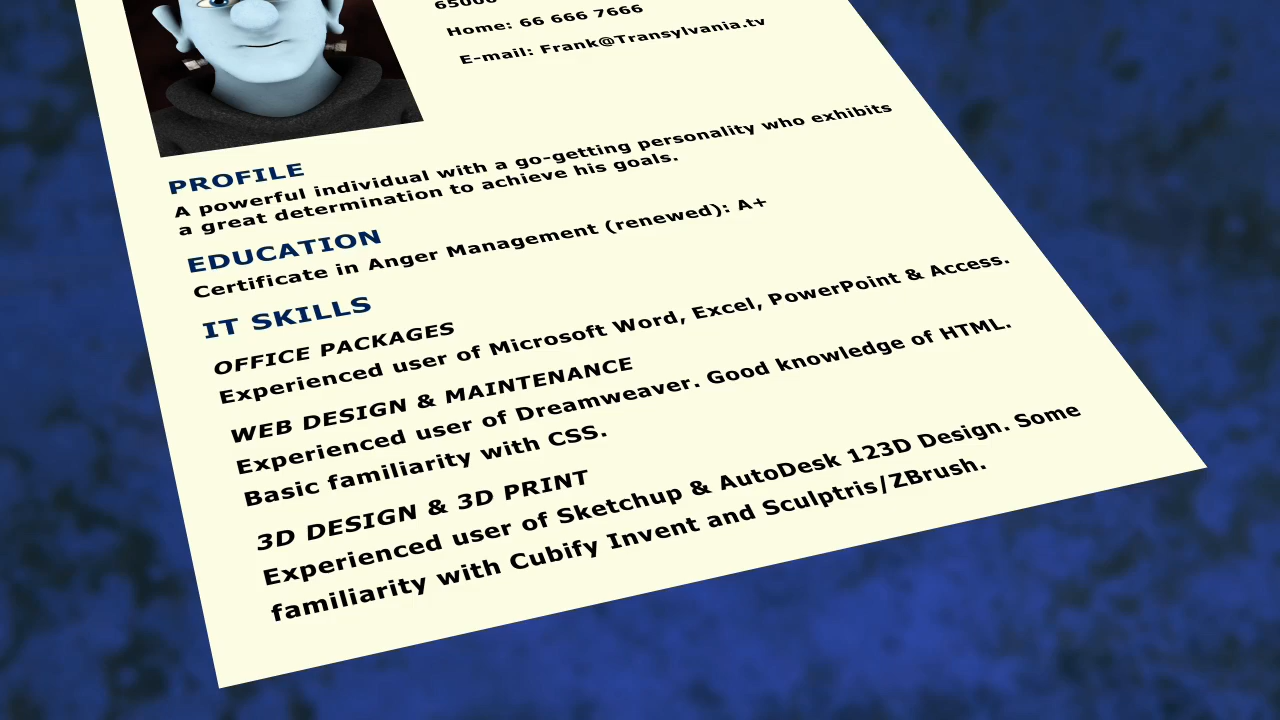 65000
Home: 66 666 7666
E-mail: Frank@Transylvania.tv
PROFILE
A powerful individual with a go-getting personality who exhibits
a great determination to achieve his goals.
EDUCATION
Certificate in Anger Management (renewed): A+
IT SKILLS
OFFICE PACKAGES
Experienced user of Microsoft Word, Excel, PowerPoint & Access.
WEB DESIGN & MAINTENANCE
Experienced user of Dreamweaver. Good knowledge of HTML.
Basic familiarity with CSS.
3D DESIGN & 3D PRINT
Experienced user of Sketchup & AutoDesk 123D Design. Some
familiarity with Cubify Invent and Sculptris/ZBrush.